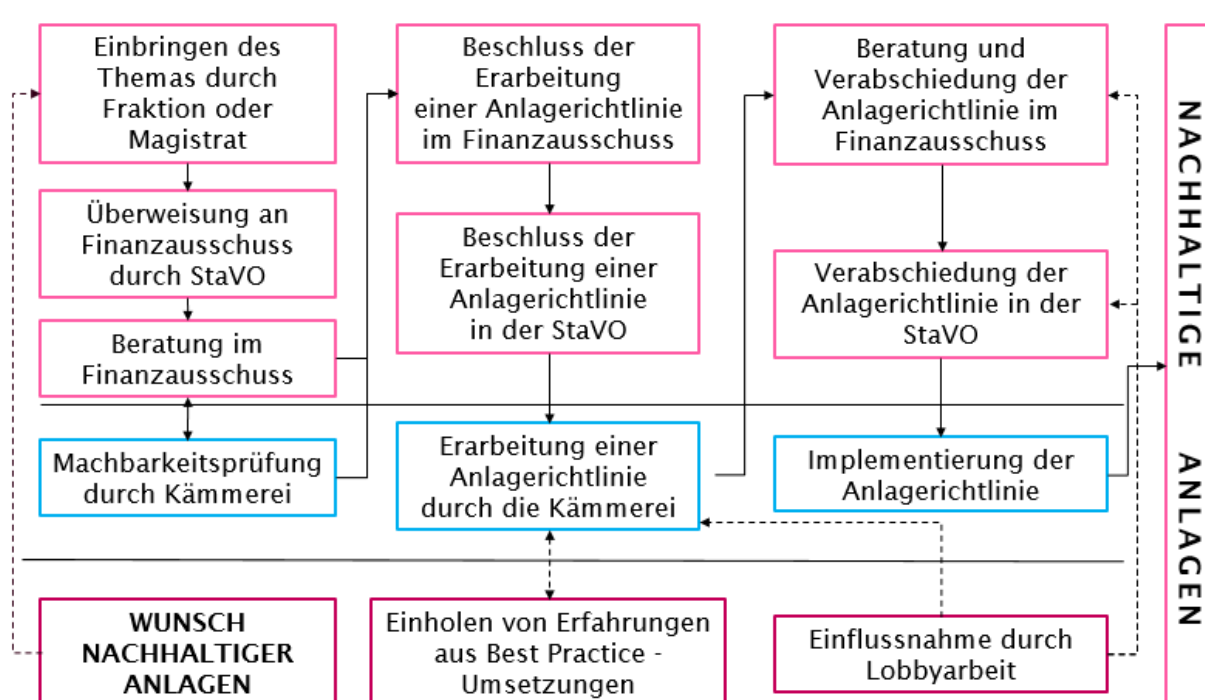 Einbringen des
Themas durch
Fraktion oder
Magistrat
Überweisung an
Finanzausschuss
durch StaVO
Beratung im
Finanzausschuss
Machbarkeitsprüfung
durch Kämmerei
WUNSCH
NACHHALTIGER
ANLAGEN
Beschluss der
Erarbeitung
einer Anlagerichtlinie
im Finanzausschuss
Beschluss der
Erarbeitung einer
Anlagerichtlinie
in der StaVO
Erarbeitung einer
Anlagerichtlinie
durch die Kämmerei
Einholen von Erfahrungen
aus Best Practice -
Umsetzungen
Beratung und
Verabschiedung der
Anlagerichtlinie im
Finanzausschuss
Verabschiedung der
Anlagerichtlinie in der
StaVO
Implementierung der
Anlagerichtlinie
Einflussnahme durch
Lobbyarbeit
NACHHALTIGE ANLAGEN